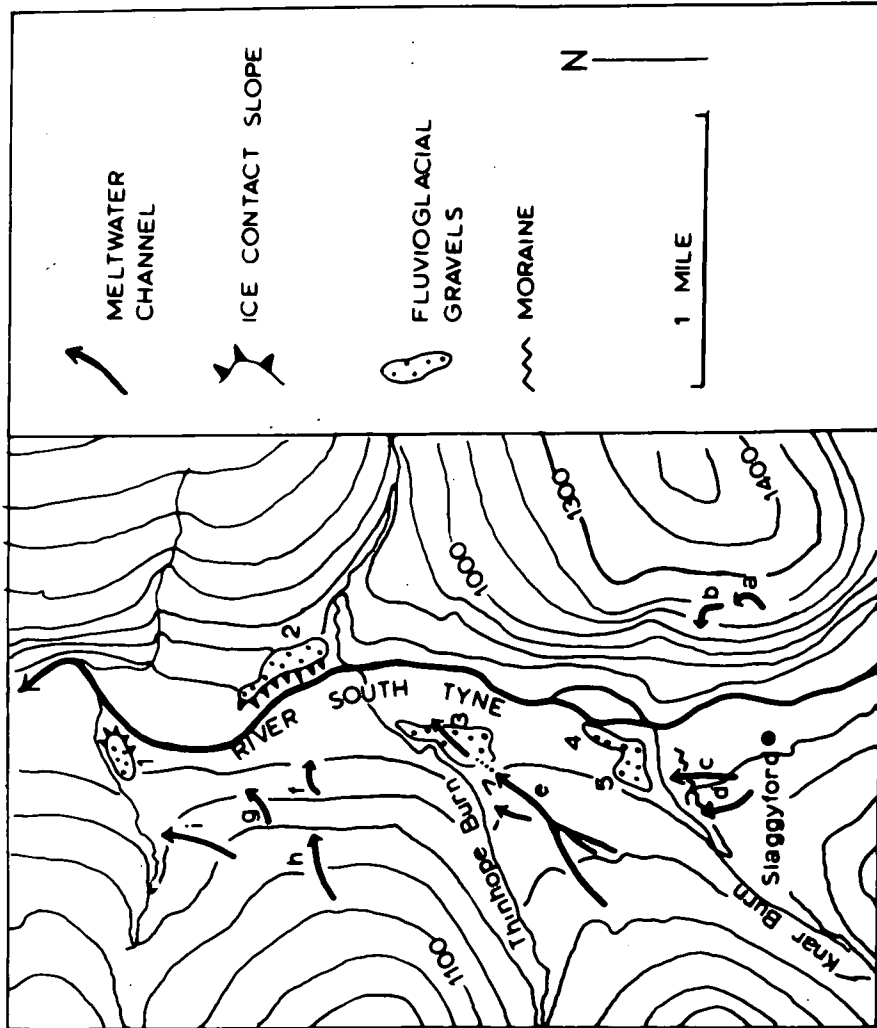 MELTWATER
CHANNEL
ICE CONTACT SLOPE
FLUVIOGLACIAL
GRAVELS
MORAINE
1 MILE
N
RIVER SOUTH TYNE
Thinhope Burn
Knar Burn
Slaggyford
1100
1000
1300
1400
1
2
3
4
5
?
a
b
c
d
e
f
g
h
i